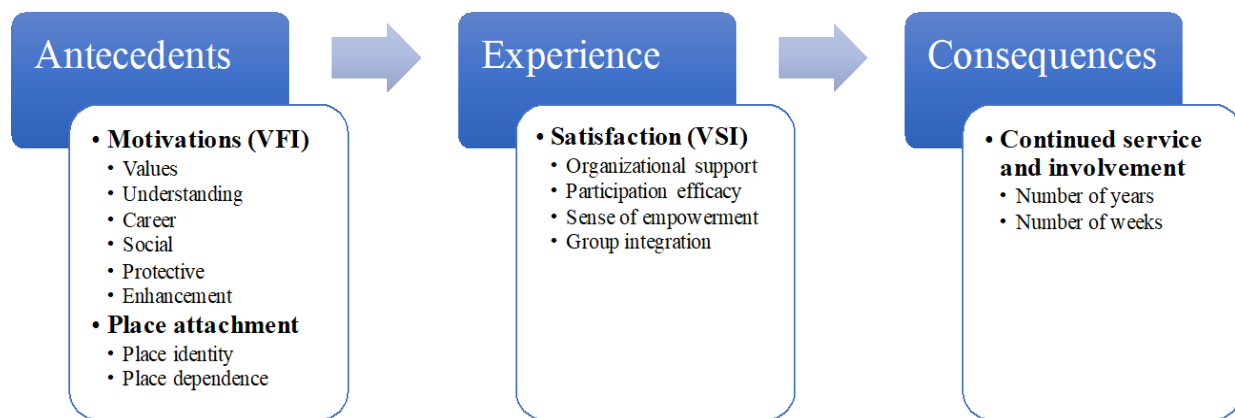 Antecedents
• Motivations (VFI)
• Values
• Understanding
• Career
• Social
• Protective
• Enhancement
• Place attachment
• Place identity
• Place dependence
Experience
• Satisfaction (VSI)
• Organizational support
• Participation efficacy
• Sense of empowerment
• Group integration
Consequences
• Continued service
and involvement
• Number of years
• Number of weeks